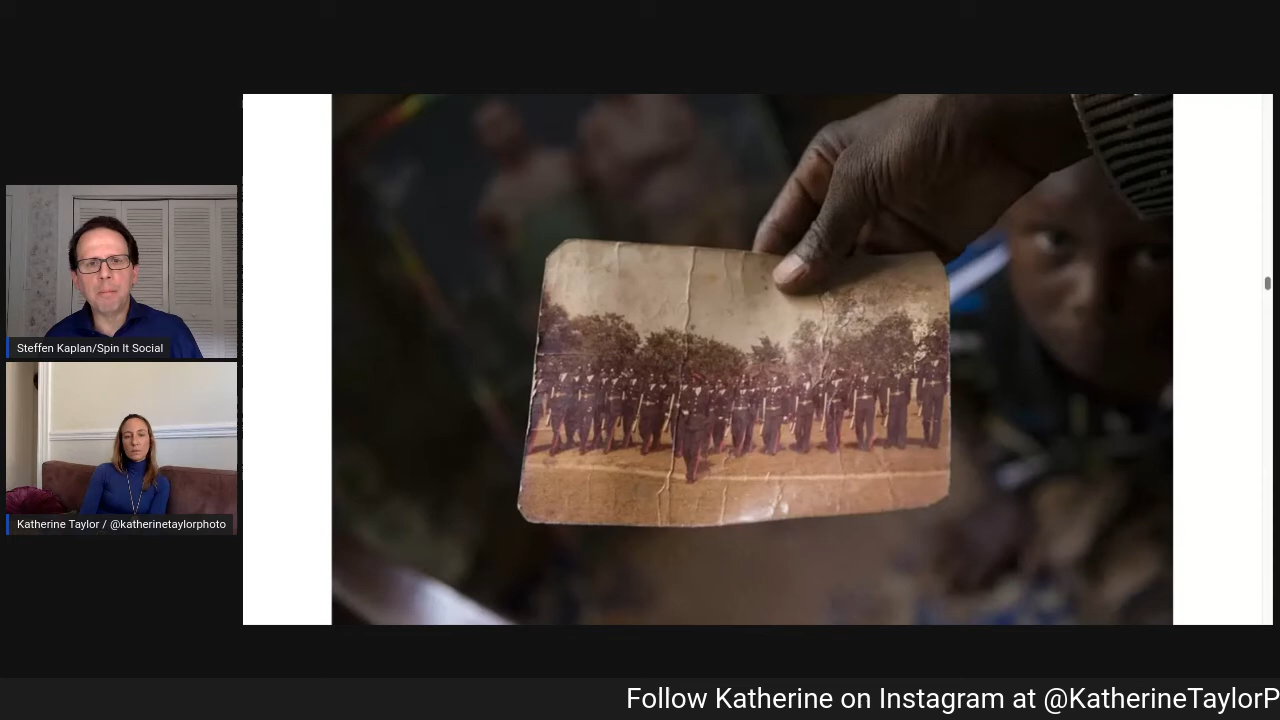 Steffen Kaplan/Spin It Social
Katherine Taylor / @katherinetaylorphoto
Follow Katherine on Instagram at @KatherineTaylorP